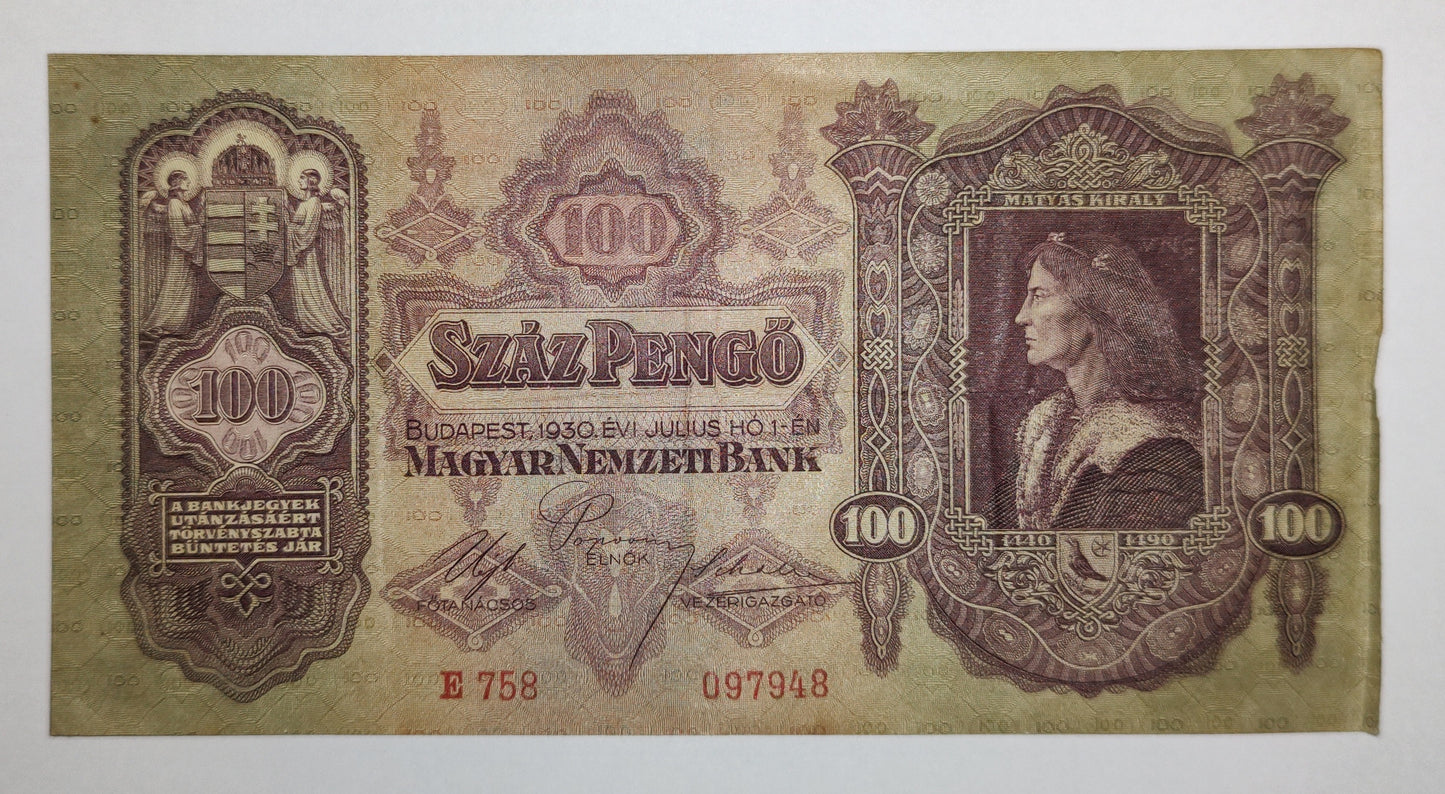 100
A BANKJEGYEK
UTÁNZÁSÁÉRT
TÖRVÉNYSZABTA
BÜNTETÉS JÁR
100
SZÁZ PENGŐ
BUDAPEST, 1930. ÉVI JULIUS HÓ 1-ÉN
MAGYAR NEMZETI BANK
ELNÖK
FŐTANÁCSOS
VEZÉRIGAZGATÓ
E 758
097948
MÁTYÁS KIRÁLY
100
100
1440 1490